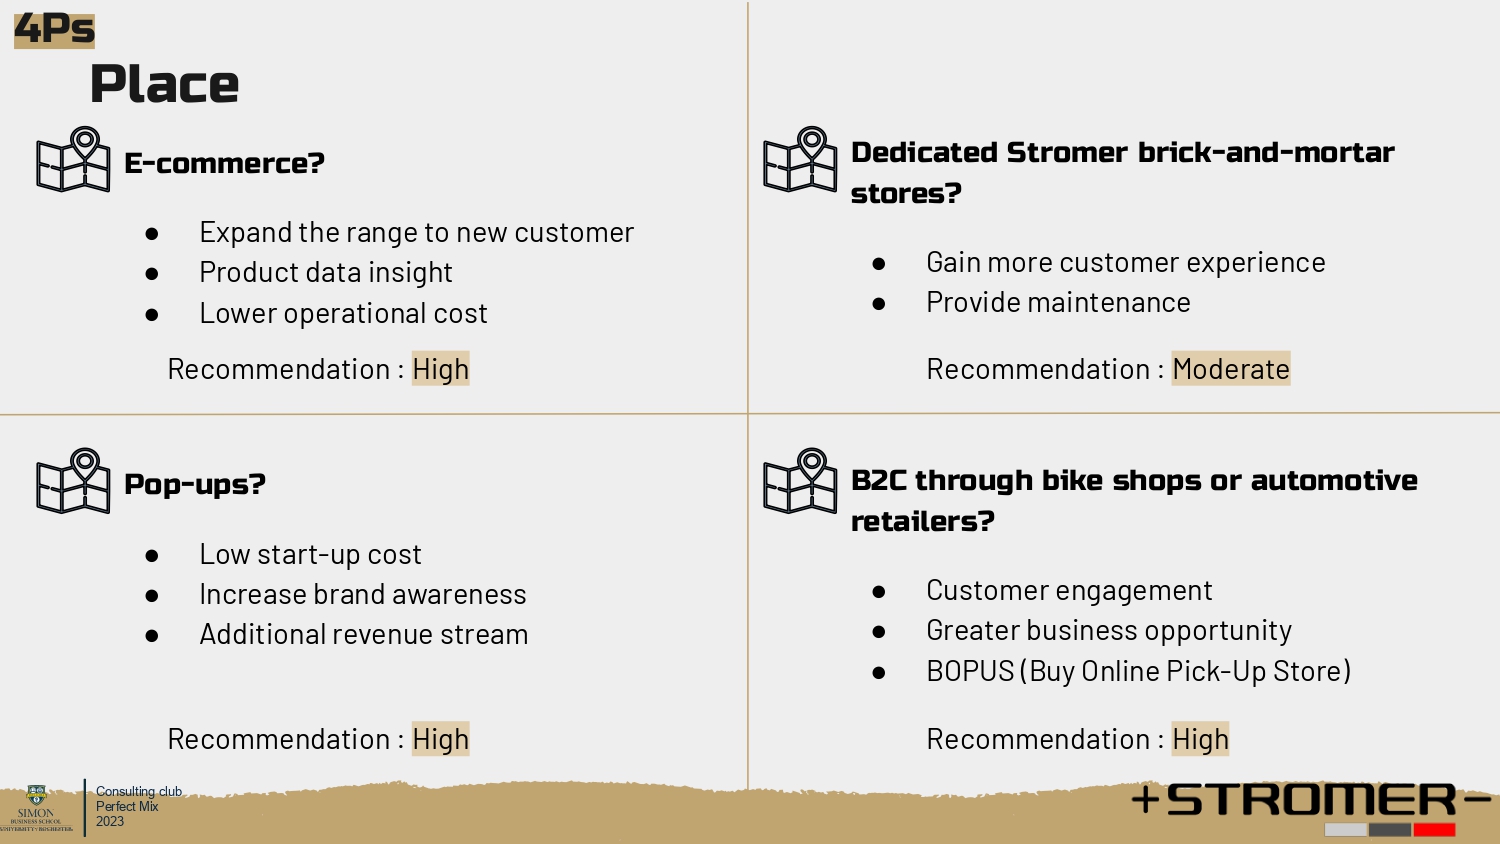 4Ps
Place
E-commerce?
● Expand the range to new customer
● Product data insight
● Lower operational cost
Recommendation : High
Dedicated Stromer brick-and-mortar
stores?
● Gain more customer experience
● Provide maintenance
Recommendation : Moderate
Pop-ups?
● Low start-up cost
● Increase brand awareness
● Additional revenue stream
Recommendation : High
B2C through bike shops or automotive
retailers?
● Customer engagement
● Greater business opportunity
● BOPUS (Buy Online Pick-Up Store)
Recommendation : High
SIMON
BUSINESS SCHOOL
UNIVERSITY of ROCHESTER
Consulting club
Perfect Mix
2023
+STROMER−